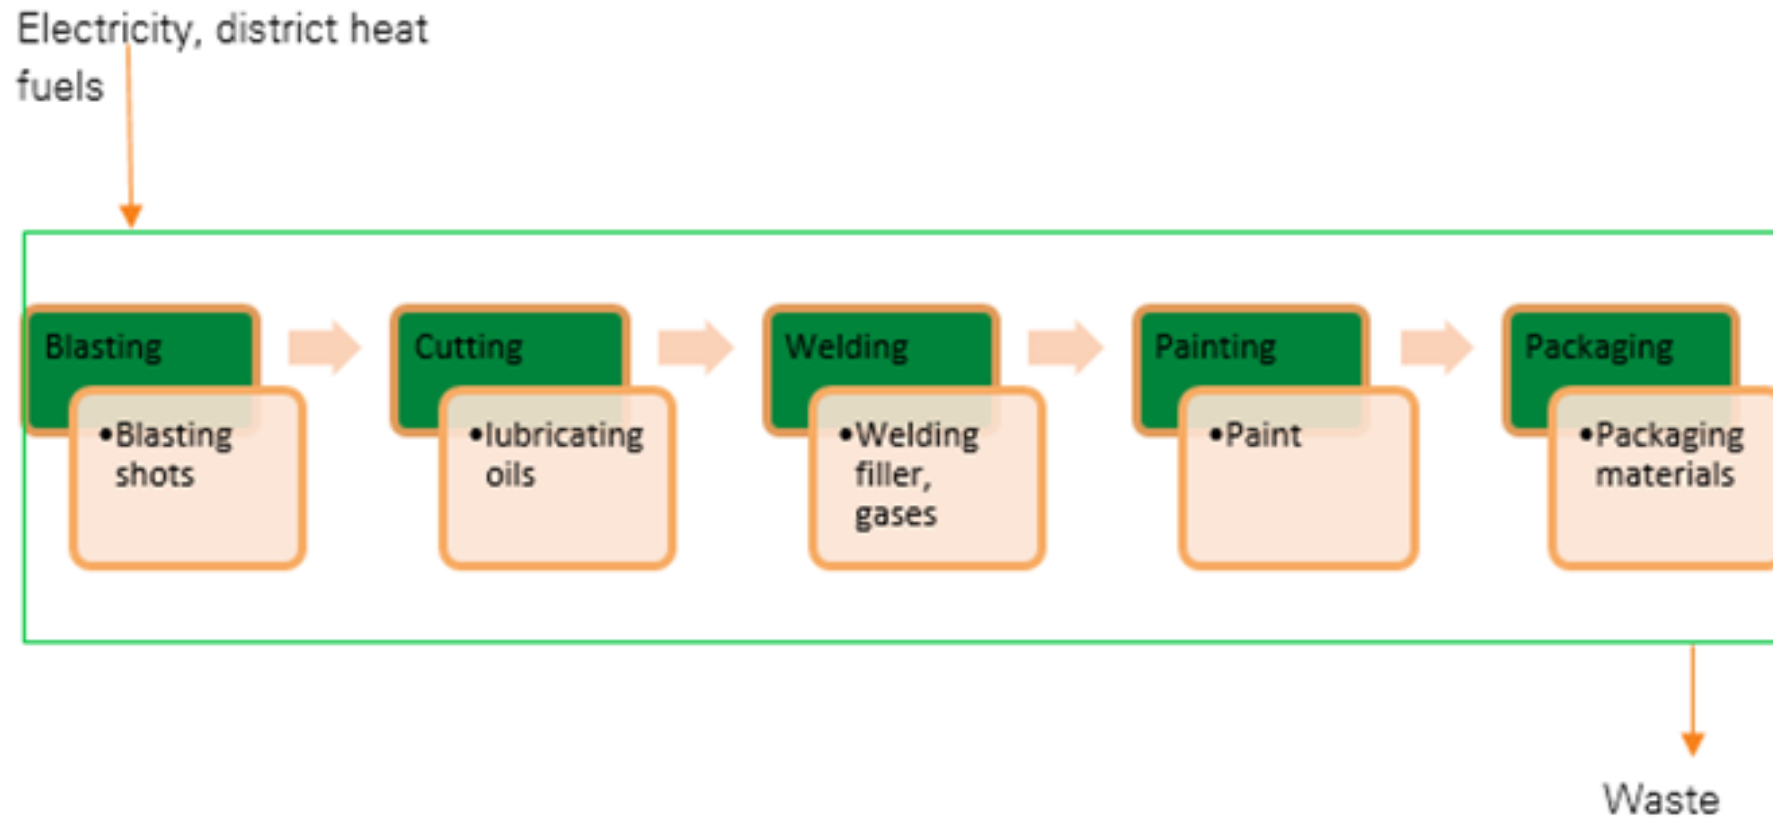 Electricity, district heat
fuels
Blasting
•Blasting
shots
Cutting
•lubricating
oils
Welding
•Welding
filler,
gases
Painting
•Paint
Packaging
•Packaging
materials
Waste